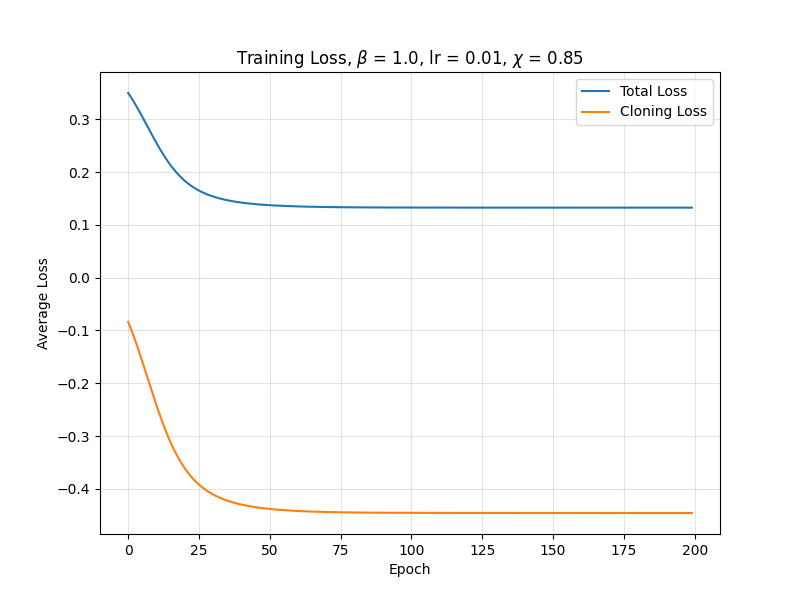 Training Loss, β = 1.0, lr = 0.01, χ = 0.85
Total Loss
Cloning Loss
Average Loss
0.3
0.2
0.1
0.0
−0.1
−0.2
−0.3
−0.4
0 25 50 75 100 125 150 175 200
Epoch